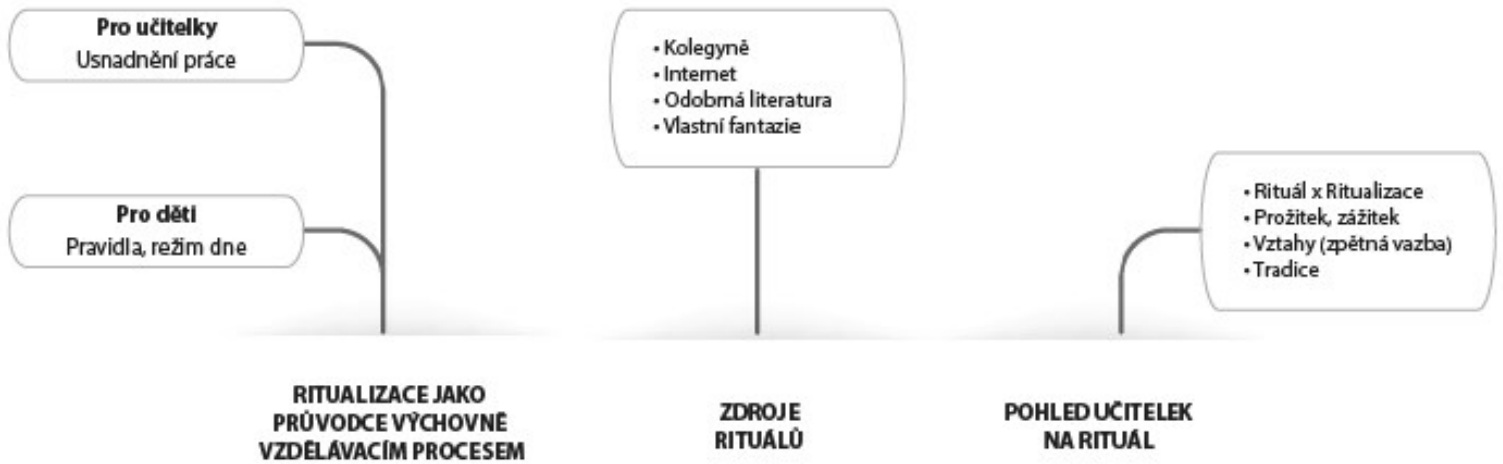 Pro učitelky
Usnadnění práce
Pro děti
Pravidla, režim dne
RITUALIZACE JAKO
PRŮVODCE VÝCHOVNĚ
VZDĚLÁVACÍM PROCESEM
• Kolegyně
• Internet
• Odobrná literatura
• Vlastní fantazie
ZDROJE
RITUÁLŮ
• Rituál x Ritualizace
• Prožitek, zážitek
• Vztahy (zpětná vazba)
• Tradice
POHLED UČITELEK
NA RITUÁL